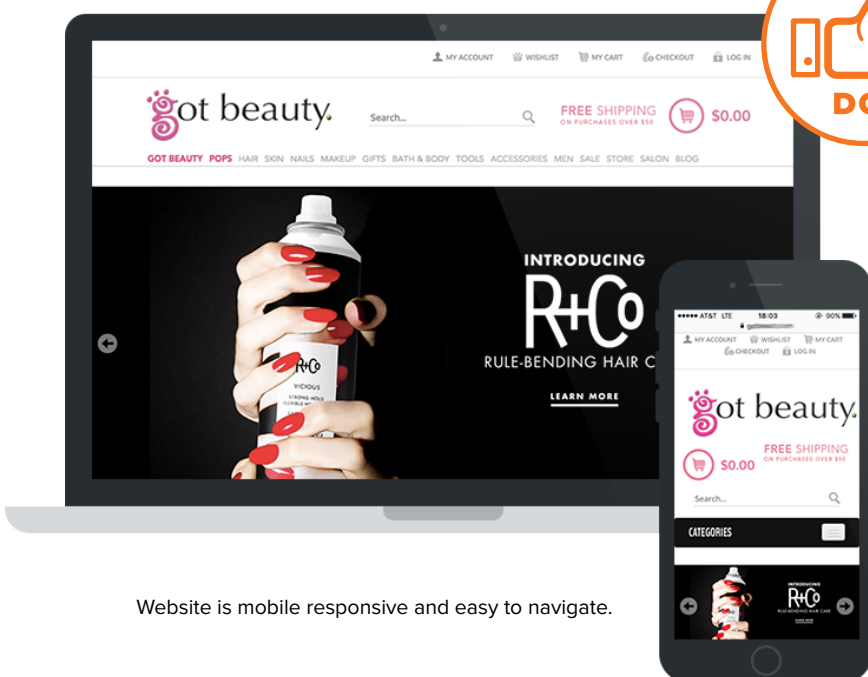 MY ACCOUNT WISHLIST MY CART CHECKOUT LOG IN
got beauty. Search... FREE SHIPPING $0.00
ON PURCHASES OVER $50
GOT BEAUTY POPS HAIR SKIN NAILS MAKEUP GIFTS BATH & BODY TOOLS ACCESSORIES MEN SALE STORE SALON BLOG
INTRODUCING
R+Co
RULE-BENDING HAIR C
LEARN MORE
R+Co
VICIOUS
STRONG HOLD
DO
AT&T LTE 18:03 90%
MY ACCOUNT WISHLIST MY CART
CHECKOUT LOG IN
got beauty.
FREE SHIPPING
ON PURCHASES OVER $50
$0.00
Search...
CATEGORIES
INTRODUCING
R+Co
RULE-BENDING HAIR CARE
LEARN MORE
Website is mobile responsive and easy to navigate.